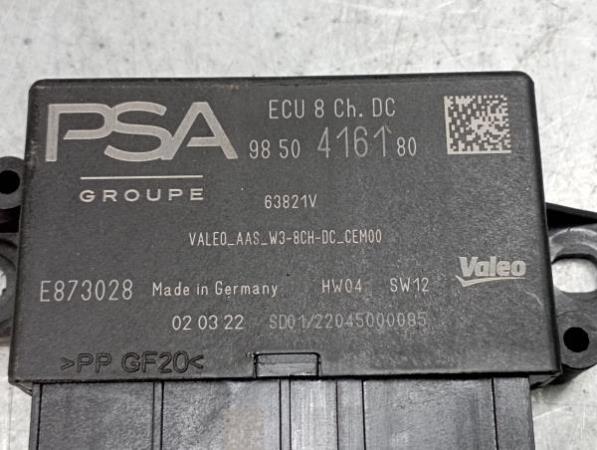 PSA
GROUPE
ECU 8 Ch. DC
98 50 4161 80
63821V
VALEO_AAS_W3-8CH-DC_CEM00
Valeo
E873028 Made in Germany HW04 SW12
02 03 22 SD01/22045000085
>PP GF20<